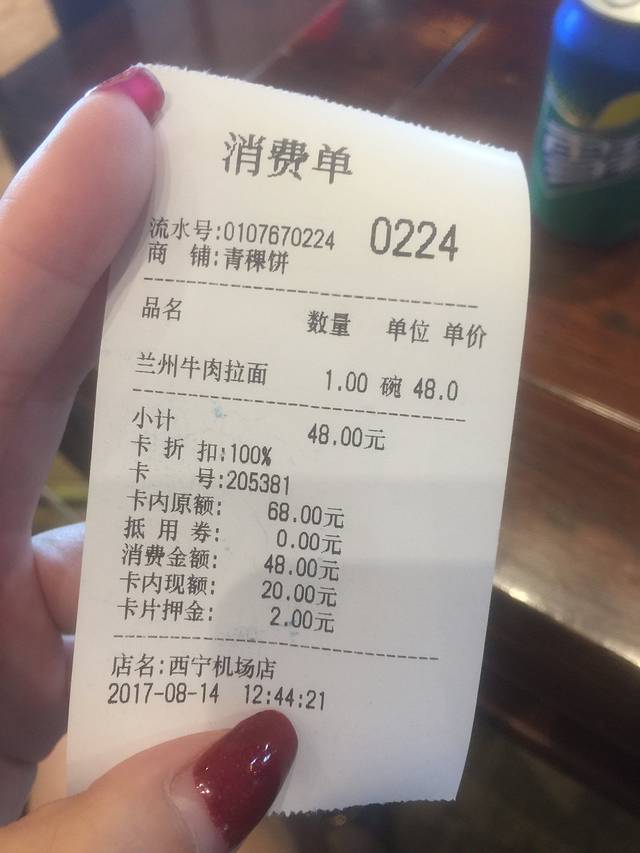 消费单
流水号:0107670224 0224
商 铺:青稞饼
品名 数量 单位 单价
兰州牛肉拉面 1.00 碗 48.0
小计 48.00元
卡 折 扣:100%
卡 号:205381
卡内原额: 68.00元
抵 用 券: 0.00元
消费金额: 48.00元
卡内现额: 20.00元
卡片押金: 2.00元
店名:西宁机场店
2017-08-14 12:44:21